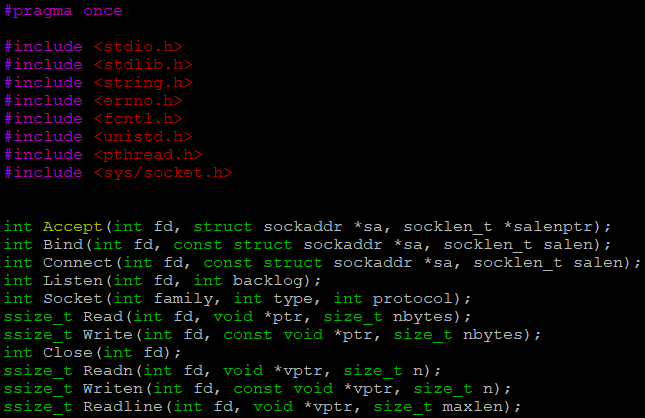 #pragma once
#include <stdio.h>
#include <stdlib.h>
#include <string.h>
#include <errno.h>
#include <fcntl.h>
#include <unistd.h>
#include <pthread.h>
#include <sys/socket.h>
int Accept(int fd, struct sockaddr *sa, socklen_t *salenptr);
int Bind(int fd, const struct sockaddr *sa, socklen_t salen);
int Connect(int fd, const struct sockaddr *sa, socklen_t salen);
int Listen(int fd, int backlog);
int Socket(int family, int type, int protocol);
ssize_t Read(int fd, void *ptr, size_t nbytes);
ssize_t Write(int fd, const void *ptr, size_t nbytes);
int Close(int fd);
ssize_t Readn(int fd, void *vptr, size_t n);
ssize_t Writen(int fd, const void *vptr, size_t n);
ssize_t Readline(int fd, void *vptr, size_t maxlen);